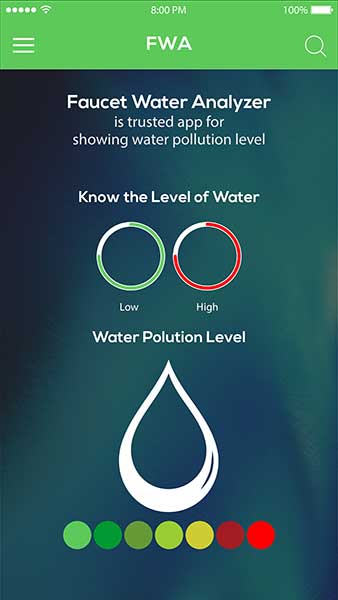 8:00 PM 100%
FWA
Faucet Water Analyzer
is trusted app for
showing water pollution level
Know the Level of Water
Low High
Water Polution Level